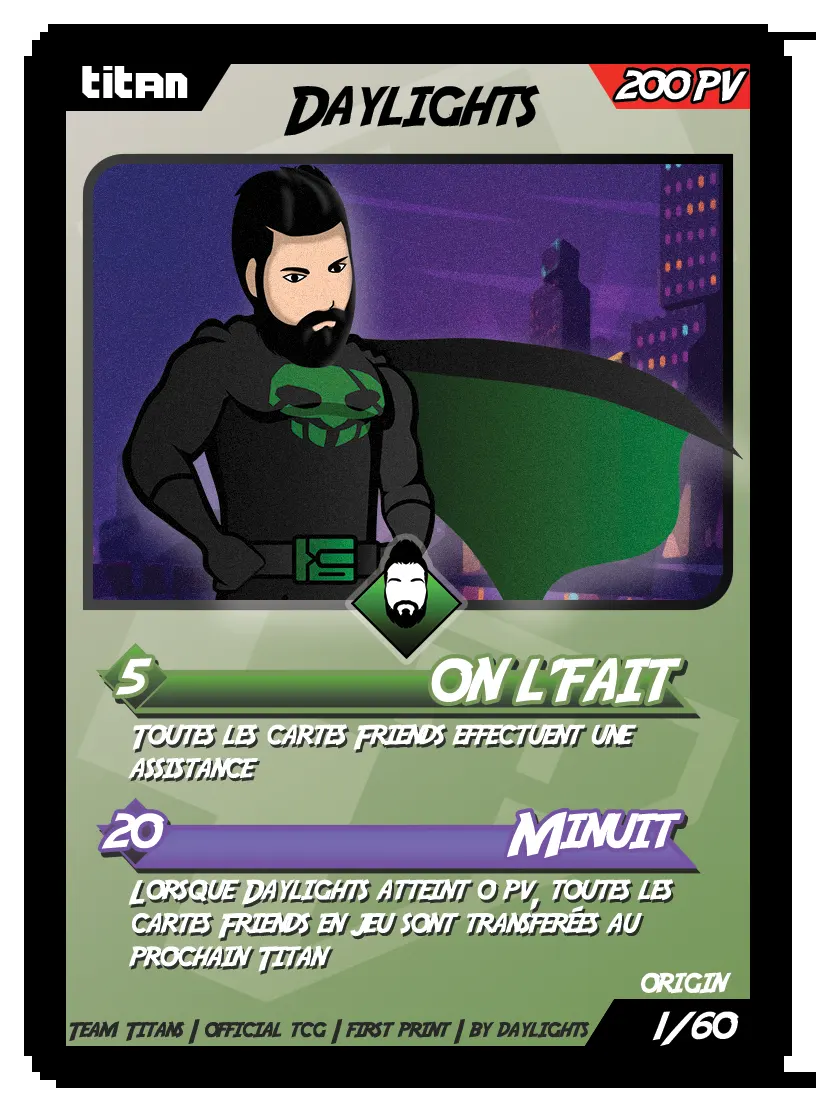 titan
Daylights
200 PV
5
On l'fait
Toutes les cartes Friends effectuent une
assistance
20
Minuit
Lorsque Daylights atteint 0 PV, toutes les
cartes Friends en jeu sont transferées au
prochain Titan
Origin
Team Titans | Official TCG | First Print | By Daylights
1/60